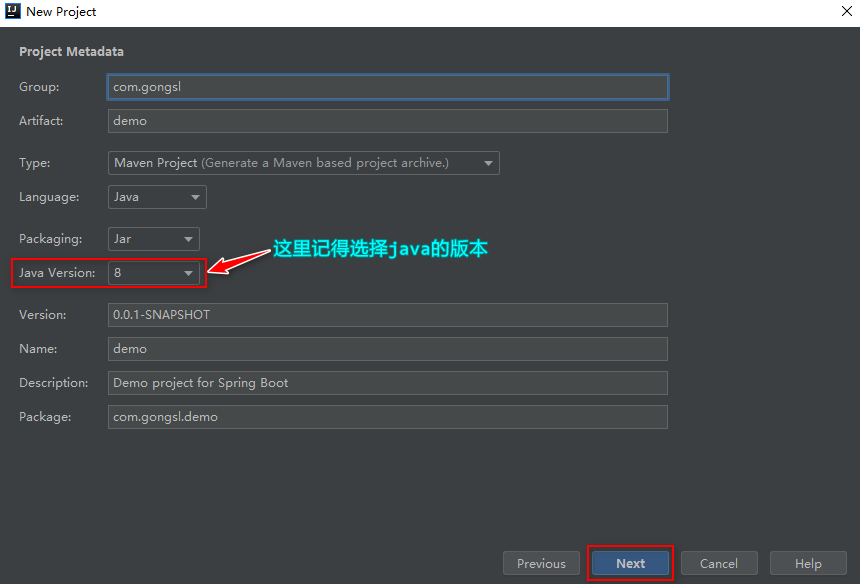 New Project
Project Metadata
Group: com.gongsl
Artifact: demo
Type: Maven Project (Generate a Maven based project archive.)
Language: Java
Packaging: Jar
这里记得选择java的版本
Java Version: 8
Version: 0.0.1-SNAPSHOT
Name: demo
Description: Demo project for Spring Boot
Package: com.gongsl.demo
Previous Next Cancel Help